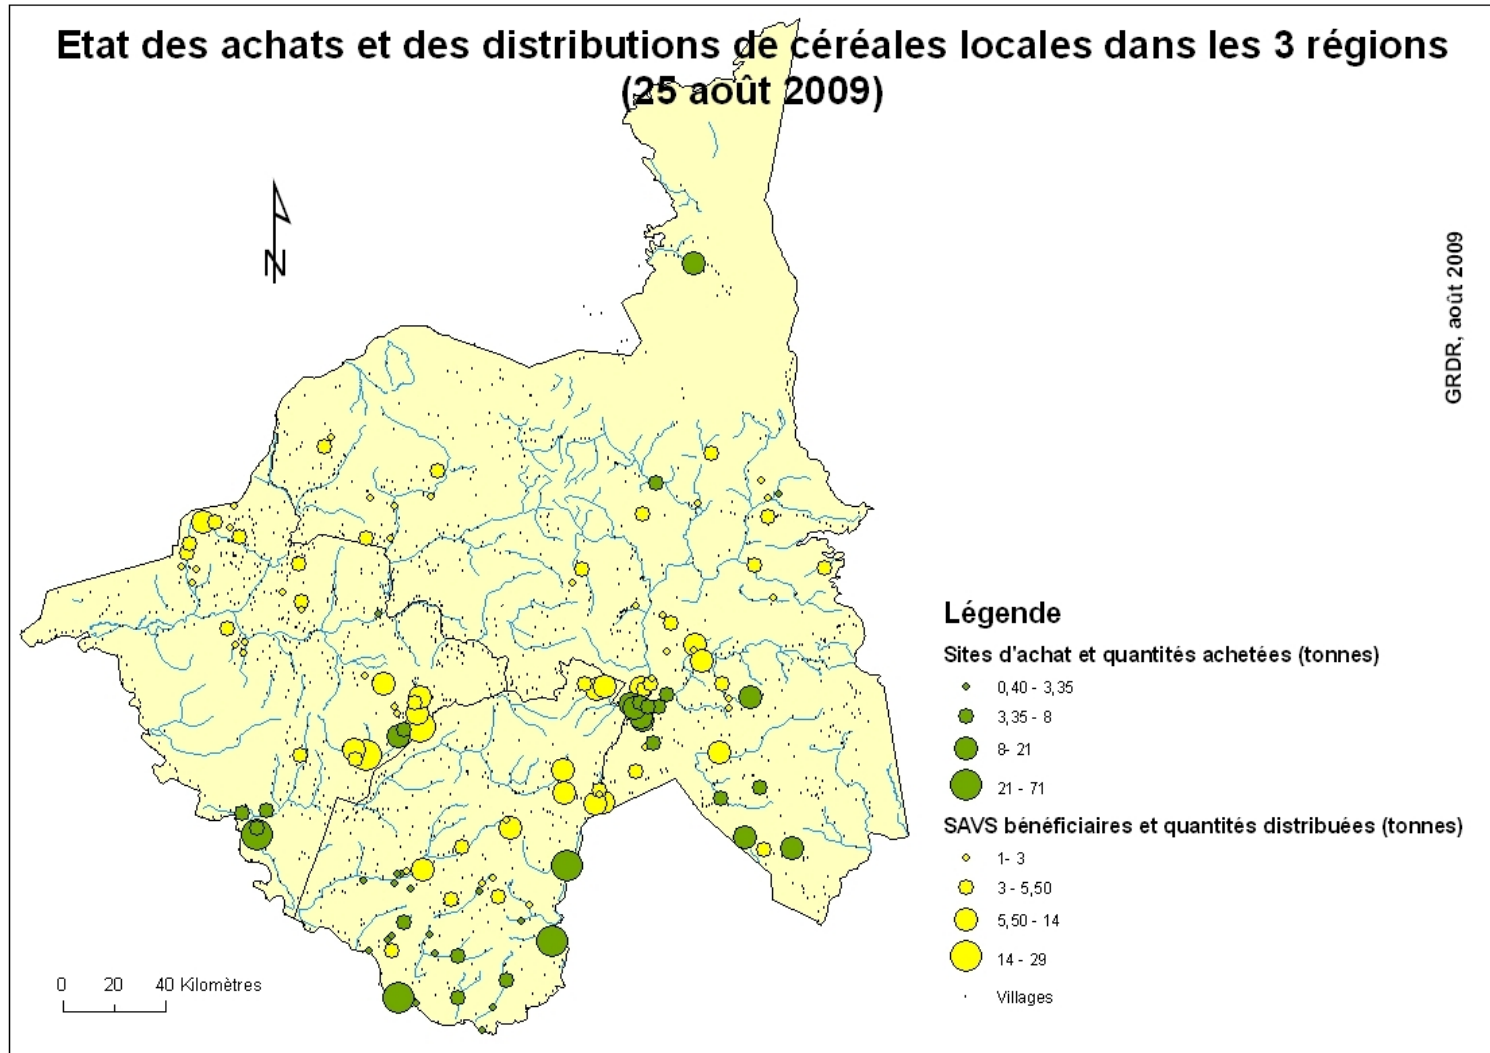 Etat des achats et des distributions de céréales locales dans les 3 régions
(25 août 2009)
N
GRDR, août 2009
Légende
Sites d'achat et quantités achetées (tonnes)
0,40 - 3,35
3,35 - 8
8- 21
21 - 71
SAVS bénéficiaires et quantités distribuées (tonnes)
1- 3
3 - 5,50
5,50 - 14
14 - 29
Villages
0 20 40 Kilomètres